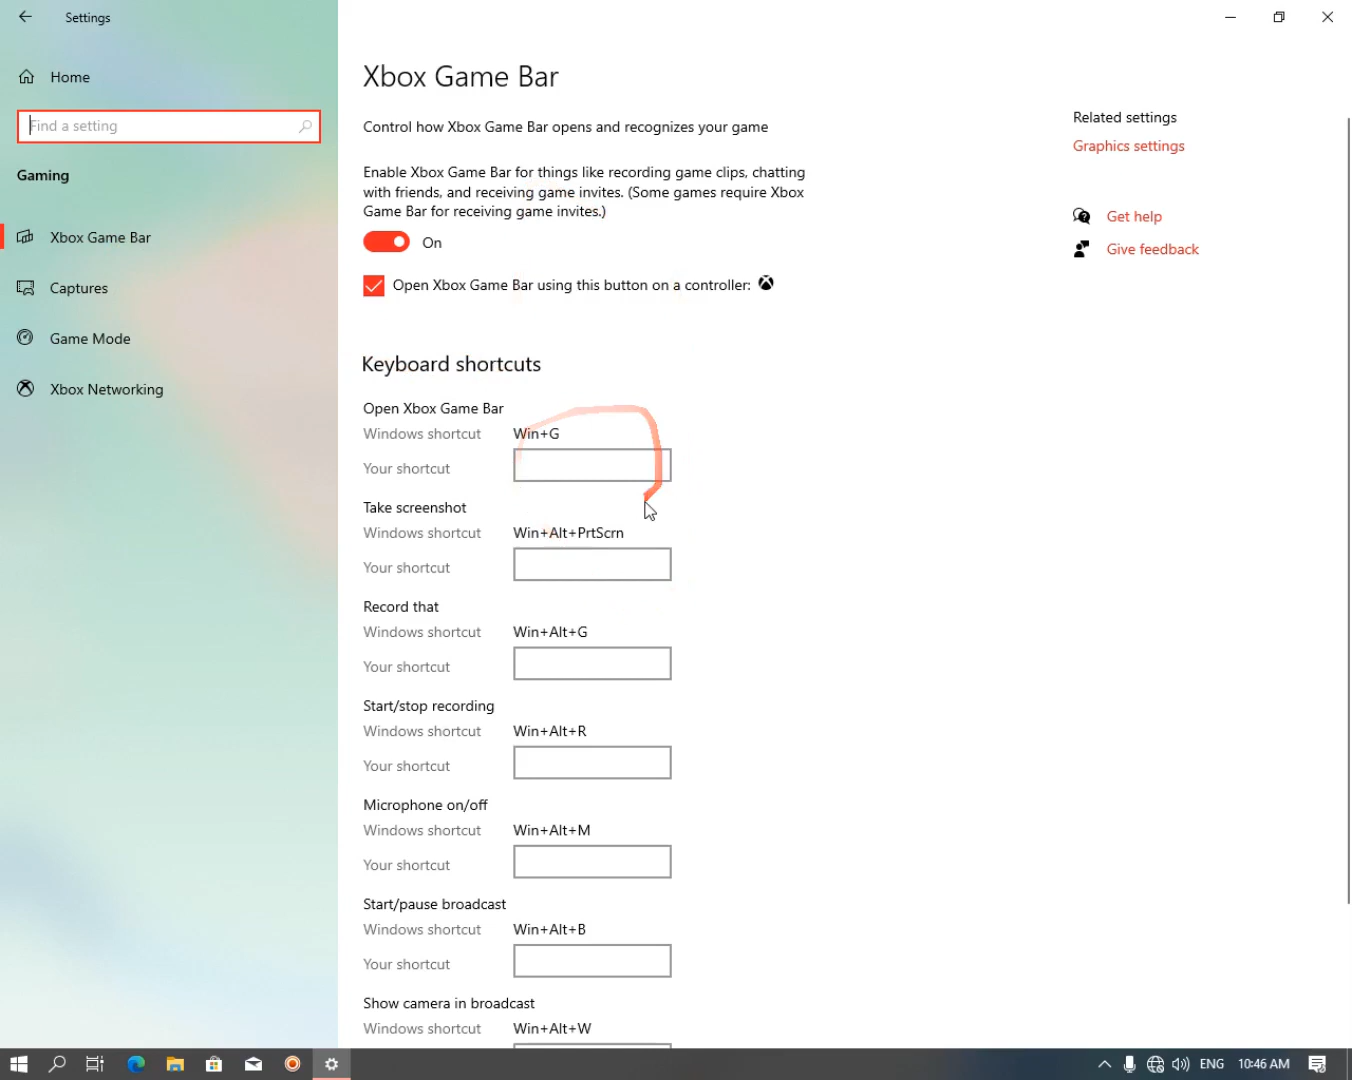 Settings
Home
Find a setting
Gaming
Xbox Game Bar
Captures
Game Mode
Xbox Networking
Xbox Game Bar
Control how Xbox Game Bar opens and recognizes your game
Enable Xbox Game Bar for things like recording game clips, chatting
with friends, and receiving game invites. (Some games require Xbox
Game Bar for receiving game invites.)
On
Open Xbox Game Bar using this button on a controller:
Keyboard shortcuts
Open Xbox Game Bar
Windows shortcut Win+G
Your shortcut
Take screenshot
Windows shortcut Win+Alt+PrtScrn
Your shortcut
Record that
Windows shortcut Win+Alt+G
Your shortcut
Start/stop recording
Windows shortcut Win+Alt+R
Your shortcut
Microphone on/off
Windows shortcut Win+Alt+M
Your shortcut
Start/pause broadcast
Windows shortcut Win+Alt+B
Your shortcut
Show camera in broadcast
Windows shortcut Win+Alt+W
Related settings
Graphics settings
Get help
Give feedback
ENG 10:46 AM